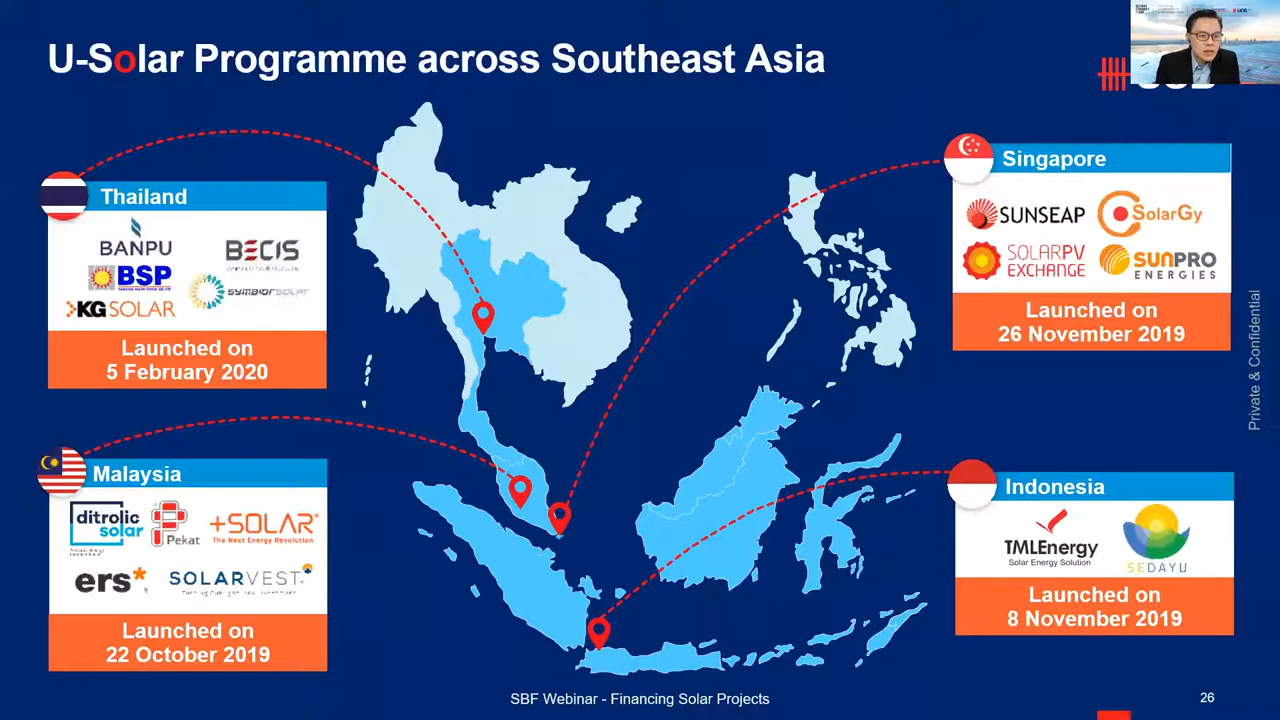 U-Solar Programme across Southeast Asia
Thailand
BANPU
BECIS
BSP
SYMBIOR SOLAR
KG SOLAR
Launched on
5 February 2020
Malaysia
ditrolic
solar
Pekat
+SOLAR
The Next Energy Revolution
ers*
SOLARVEST
Launched on
22 October 2019
Singapore
SUNSEAP
SolarGy
SOLARPV
EXCHANGE
SUNPRO
ENERGIES
Launched on
26 November 2019
Indonesia
TMLEnergy
Solar Energy Solution
SEDAYU
Launched on
8 November 2019
Private & Confidential
SBF Webinar - Financing Solar Projects
26